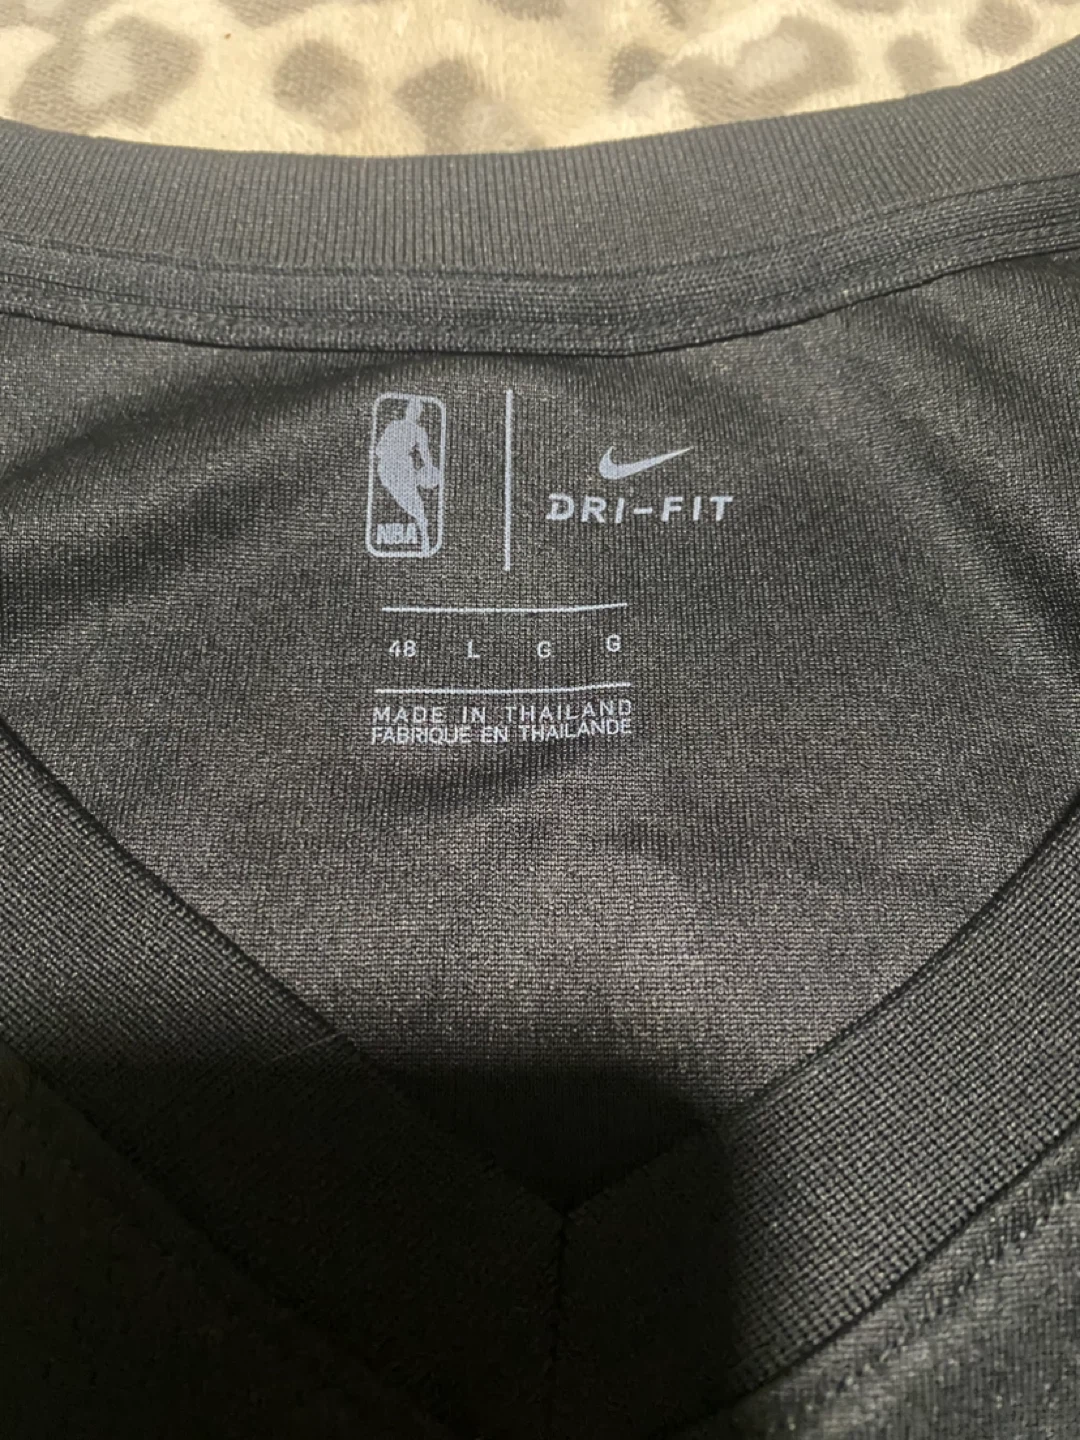 NBA
DRI-FIT
48 L G G
MADE IN THAILAND
FABRIQUE EN THAILANDE